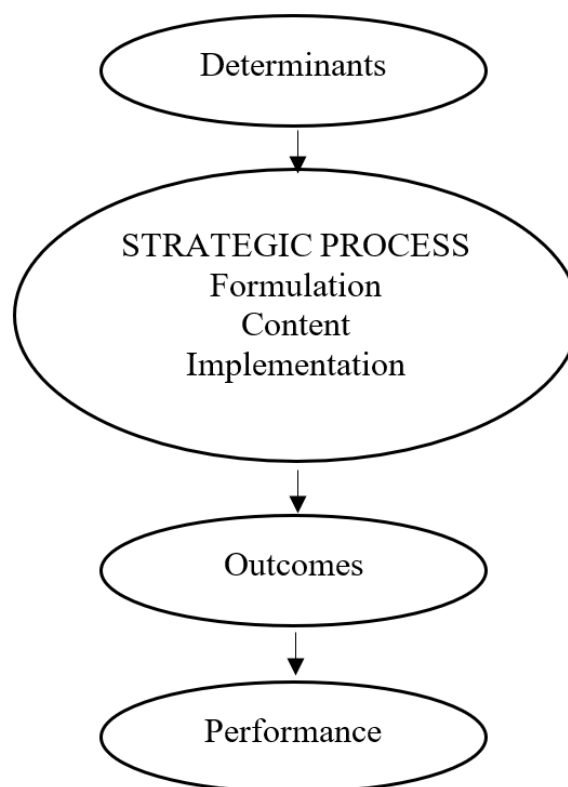 Determinants
STRATEGIC PROCESS
Formulation
Content
Implementation
Outcomes
Performance